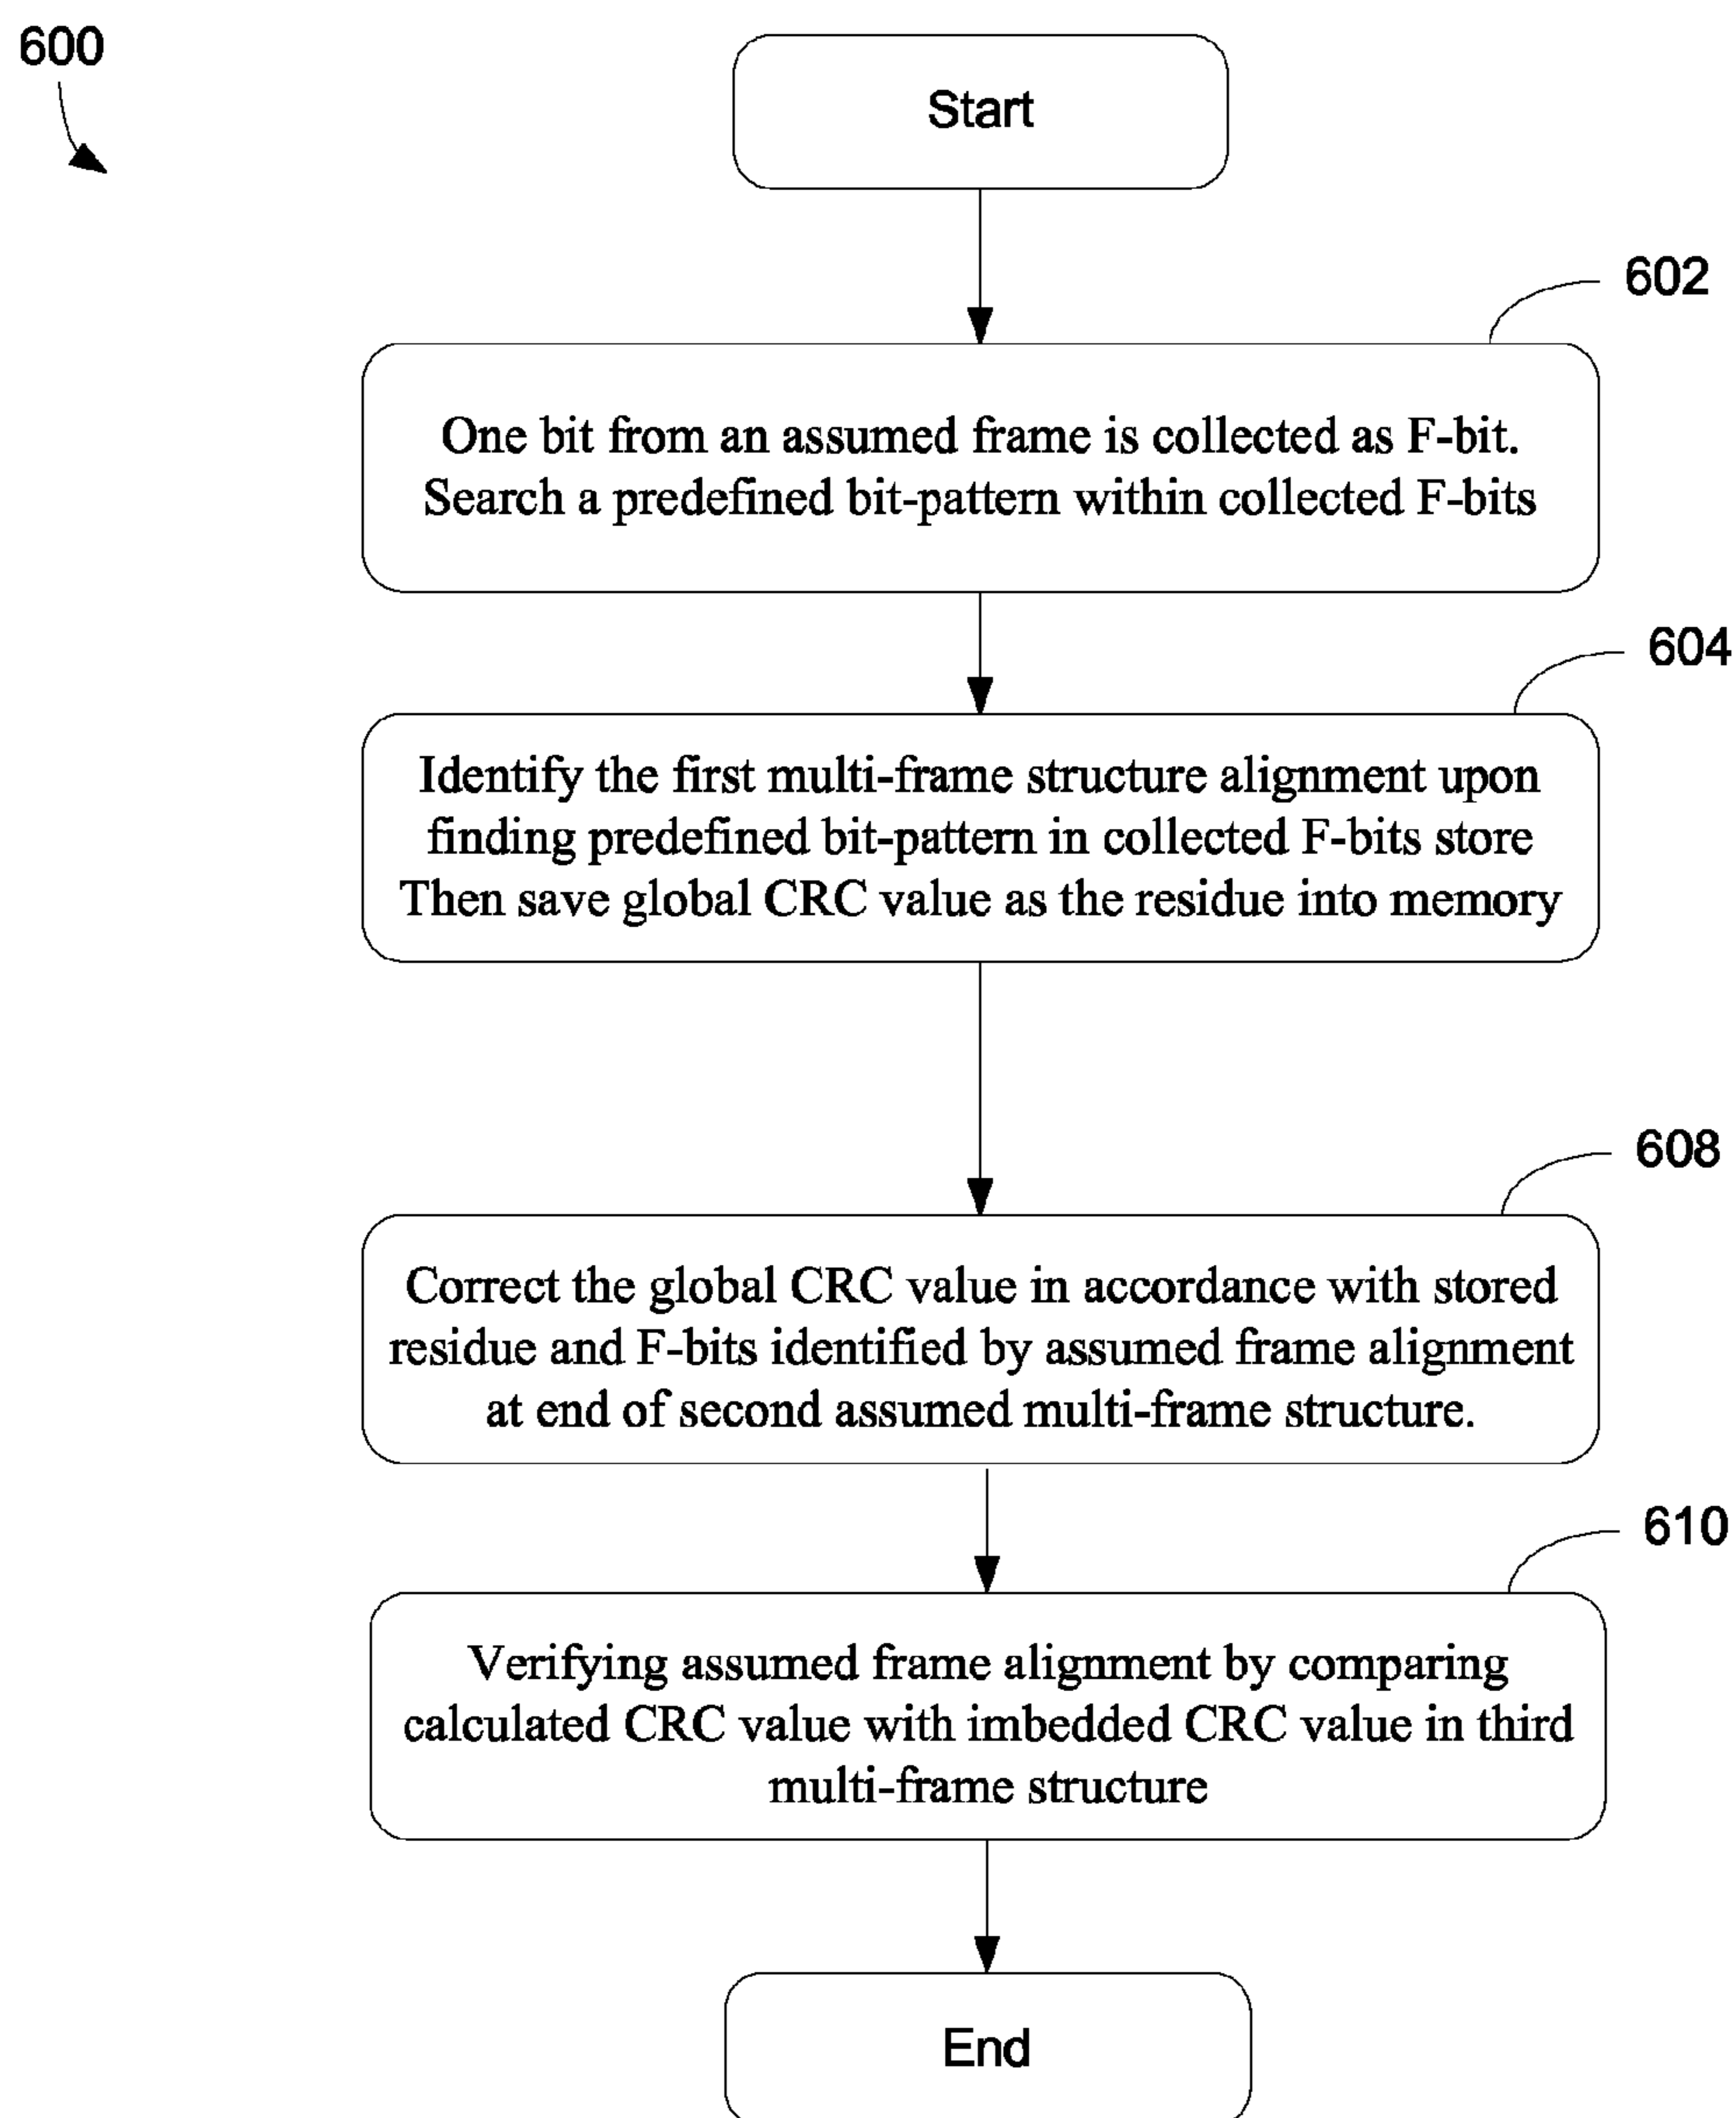 600
Start
602
One bit from an assumed frame is collected as F-bit.
Search a predefined bit-pattern within collected F-bits
604
Identify the first multi-frame structure alignment upon
finding predefined bit-pattern in collected F-bits store
Then save global CRC value as the residue into memory
608
Correct the global CRC value in accordance with stored
residue and F-bits identified by assumed frame alignment
at end of second assumed multi-frame structure.
610
Verifying assumed frame alignment by comparing
calculated CRC value with imbedded CRC value in third
multi-frame structure
End